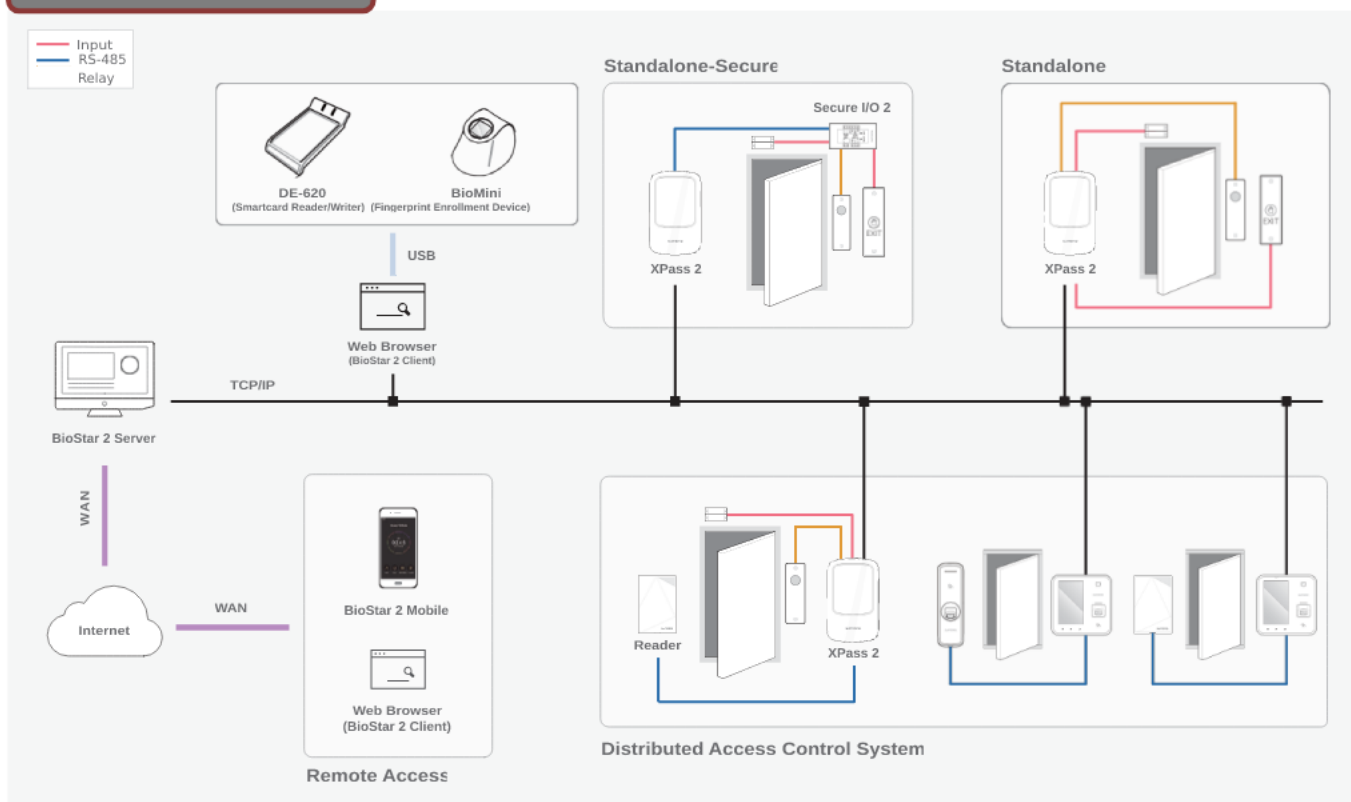 Input
RS-485
Relay
Standalone-Secure
Standalone
Secure I/O 2
DE-620
(Smartcard Reader/Writer)
BioMini
(Fingerprint Enrollment Device)
EXIT
XPass 2
EXIT
XPass 2
USB
Web Browser
(BioStar 2 Client)
TCP/IP
BioStar 2 Server
WAN
Internet
WAN
BioStar 2 Mobile
Web Browser
(BioStar 2 Client)
Remote Access
Reader
XPass 2
Distributed Access Control System